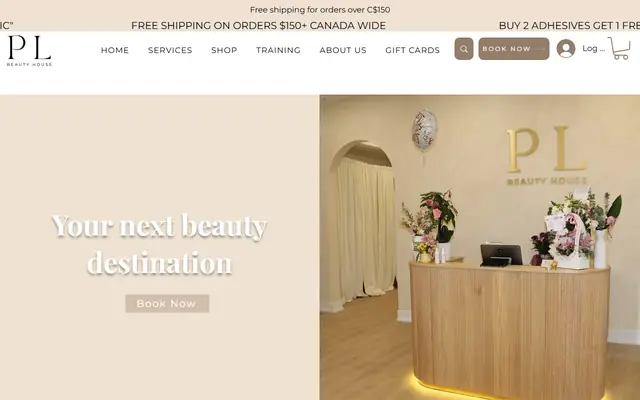 Free shipping for orders over C$150
IC" FREE SHIPPING ON ORDERS $150+ CANADA WIDE BUY 2 ADHESIVES GET 1 FRE
PL
BEAUTY HOUSE
HOME SERVICES SHOP TRAINING ABOUT US GIFT CARDS BOOK NOW Log ...
Your next beauty
destination
Book Now
PL
BEAUTY HOUSE